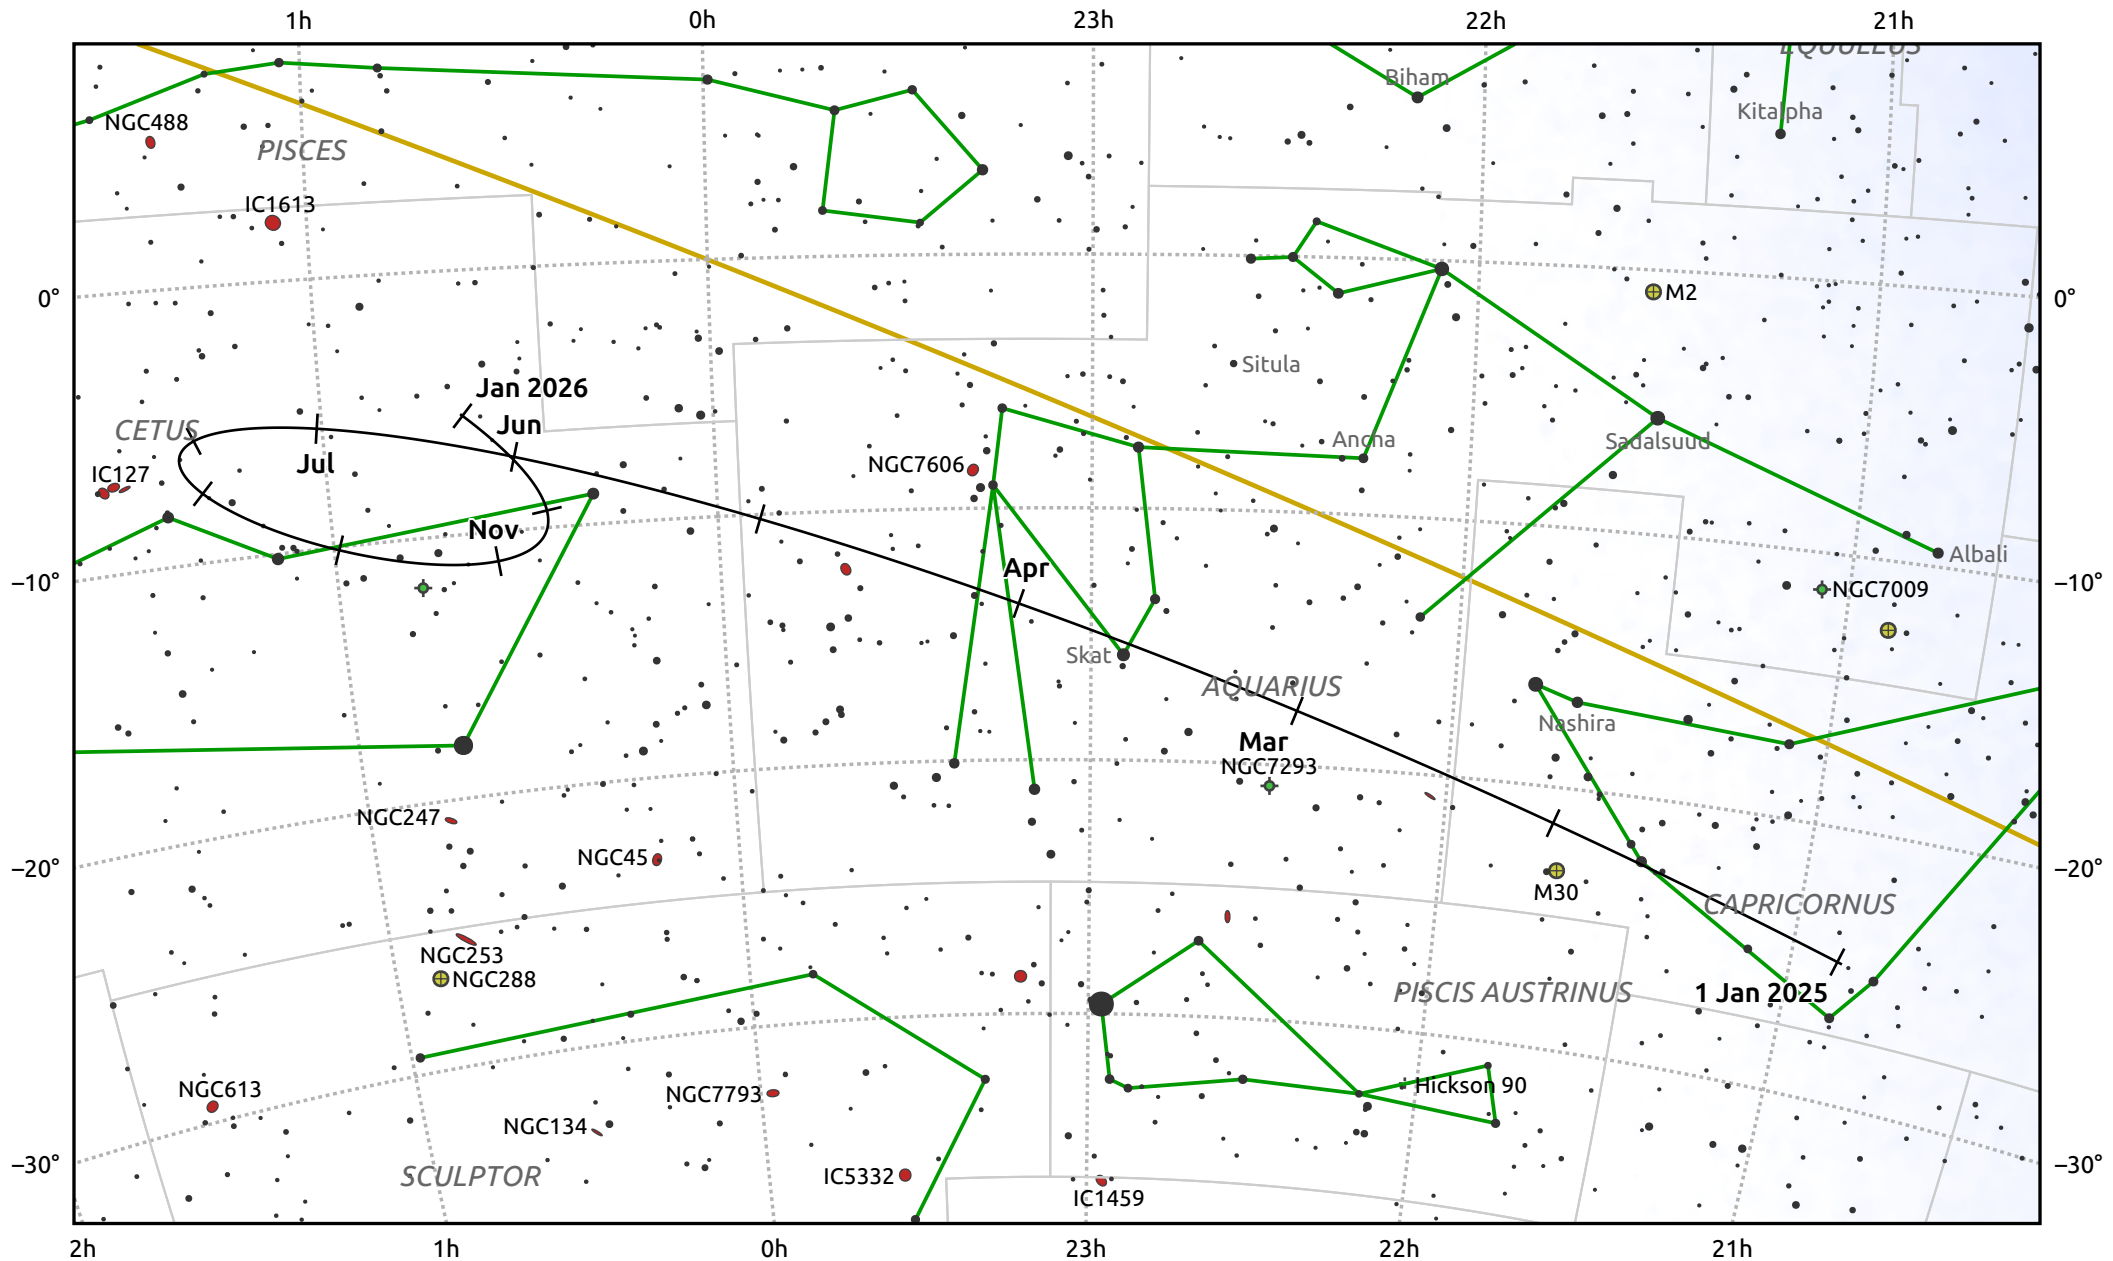 1h
0h
23h
22h
21h
EQUULEUS
Biham
Kitalpha
NGC488
PISCES
IC1613
0°
0°
M2
Situla
Jan 2026
CETUS
Jun
Ancha
Sadalsuud
Jul
IC127
NGC7606
Nov
Albali
Apr
−10°
−10°
NGC7009
Skat
AQUARIUS
Nashira
Mar
NGC7293
NGC247
NGC45
−20°
−20°
M30
CAPRICORNUS
NGC253
NGC288
PISCIS AUSTRINUS
1 Jan 2025
NGC613
NGC7793
Hickson 90
NGC134
−30°
−30°
SCULPTOR
IC5332
IC1459
2h
1h
0h
23h
22h
21h